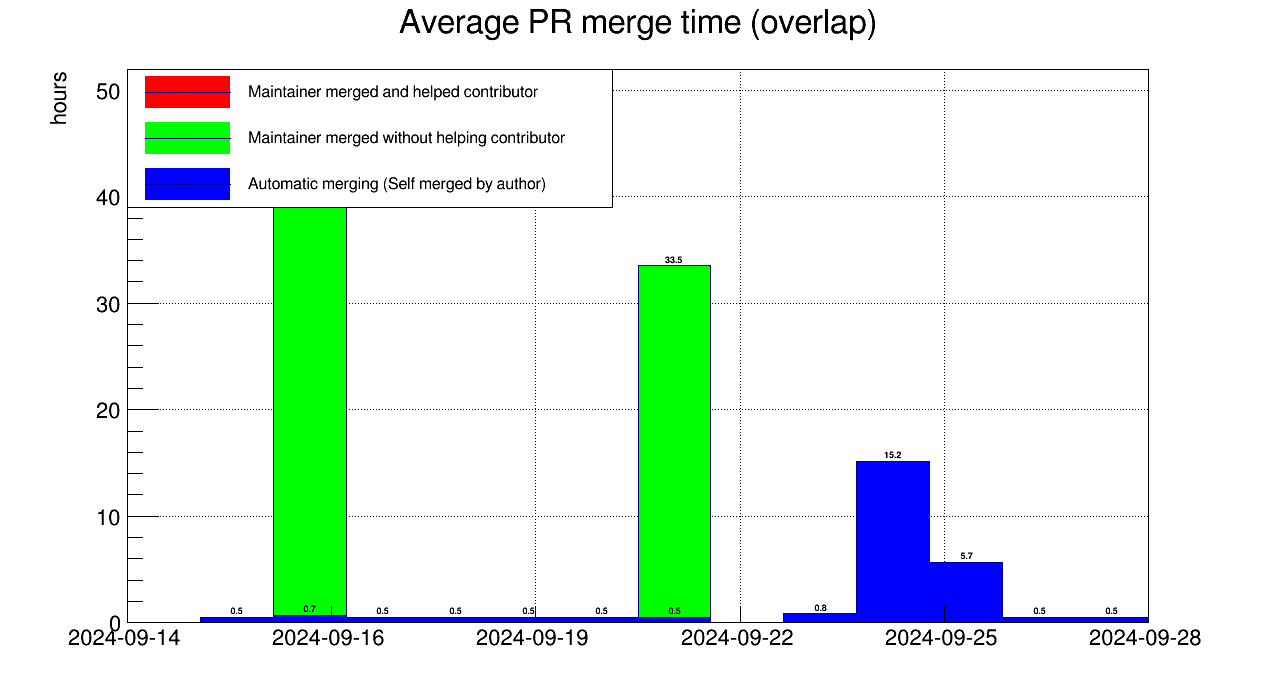 Average PR merge time (overlap)
hours
50
40
30
20
10
0
Maintainer merged and helped contributor
Maintainer merged without helping contributor
Automatic merging (Self merged by author)
33.5
15.2
5.7
0.5 0.7 0.5 0.5 0.5 0.5 0.5 0.8 0.5 0.5
2024-09-14 2024-09-16 2024-09-19 2024-09-22 2024-09-25 2024-09-28